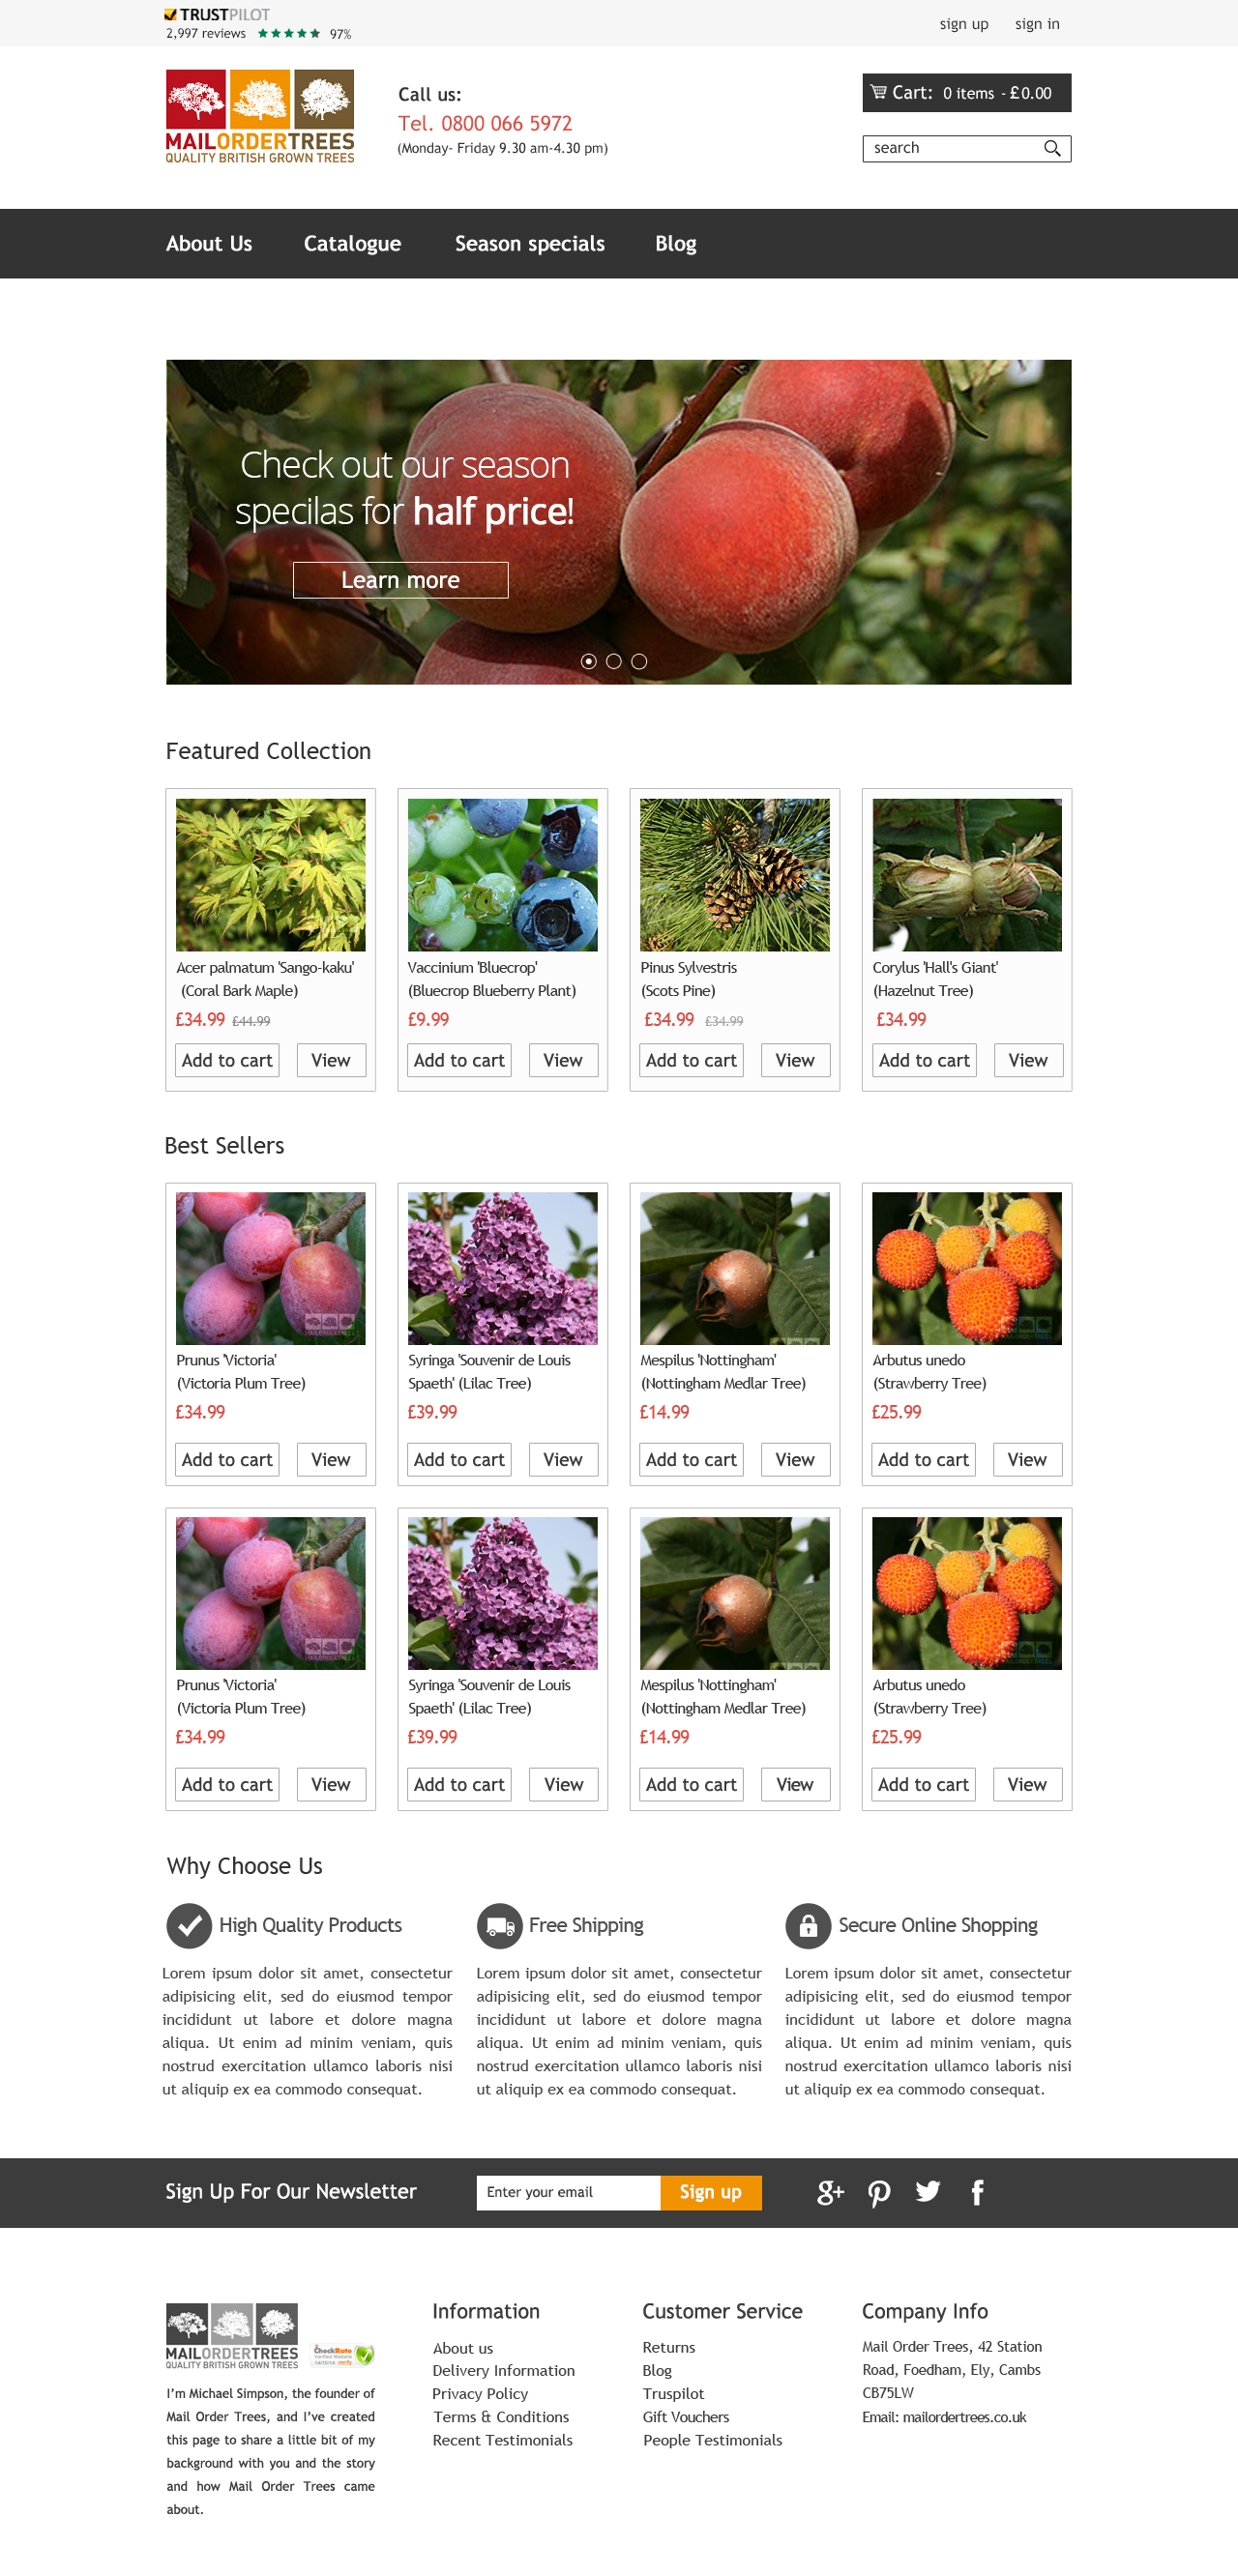 TRUSTPILOT
2,997 reviews 97%
sign up sign in
MAILORDERTREES
QUALITY BRITISH GROWN TREES
Call us:
Tel. 0800 066 5972
(Monday- Friday 9.30 am-4.30 pm)
Cart: 0 items - £0.00
search
About Us Catalogue Season specials Blog
Check out our season
specilas for half price!
Learn more
Featured Collection
Acer palmatum 'Sango-kaku'
(Coral Bark Maple)
£34.99 £44.99
Add to cart View
Vaccinium 'Bluecrop'
(Bluecrop Blueberry Plant)
£9.99
Add to cart View
Pinus Sylvestris
(Scots Pine)
£34.99 £34.99
Add to cart View
Corylus 'Hall's Giant'
(Hazelnut Tree)
£34.99
Add to cart View
Best Sellers
MAILORDERTREES
Prunus 'Victoria'
(Victoria Plum Tree)
£34.99
Add to cart View
Syringa 'Souvenir de Louis
Spaeth' (Lilac Tree)
£39.99
Add to cart View
Mespilus 'Nottingham'
(Nottingham Medlar Tree)
£14.99
Add to cart View
MAILORDERTREES
Arbutus unedo
(Strawberry Tree)
£25.99
Add to cart View
MAILORDERTREES
Prunus 'Victoria'
(Victoria Plum Tree)
£34.99
Add to cart View
Syringa 'Souvenir de Louis
Spaeth' (Lilac Tree)
£39.99
Add to cart View
Mespilus 'Nottingham'
(Nottingham Medlar Tree)
£14.99
Add to cart View
MAILORDERTREES
Arbutus unedo
(Strawberry Tree)
£25.99
Add to cart View
Why Choose Us
High Quality Products
Lorem ipsum dolor sit amet, consectetur
adipisicing elit, sed do eiusmod tempor
incididunt ut labore et dolore magna
aliqua. Ut enim ad minim veniam, quis
nostrud exercitation ullamco laboris nisi
ut aliquip ex ea commodo consequat.
Free Shipping
Lorem ipsum dolor sit amet, consectetur
adipisicing elit, sed do eiusmod tempor
incididunt ut labore et dolore magna
aliqua. Ut enim ad minim veniam, quis
nostrud exercitation ullamco laboris nisi
ut aliquip ex ea commodo consequat.
Secure Online Shopping
Lorem ipsum dolor sit amet, consectetur
adipisicing elit, sed do eiusmod tempor
incididunt ut labore et dolore magna
aliqua. Ut enim ad minim veniam, quis
nostrud exercitation ullamco laboris nisi
ut aliquip ex ea commodo consequat.
Sign Up For Our Newsletter
Enter your email Sign up
MAILORDERTREES
QUALITY BRITISH GROWN TREES
CheckRate
I'm Michael Simpson, the founder of
Mail Order Trees, and I've created
this page to share a little bit of my
background with you and the story
and how Mail Order Trees came
about.
Information
About us
Delivery Information
Privacy Policy
Terms & Conditions
Recent Testimonials
Customer Service
Returns
Blog
Truspilot
Gift Vouchers
People Testimonials
Company Info
Mail Order Trees, 42 Station
Road, Foedham, Ely, Cambs
CB75LW
Email: mailordertrees.co.uk